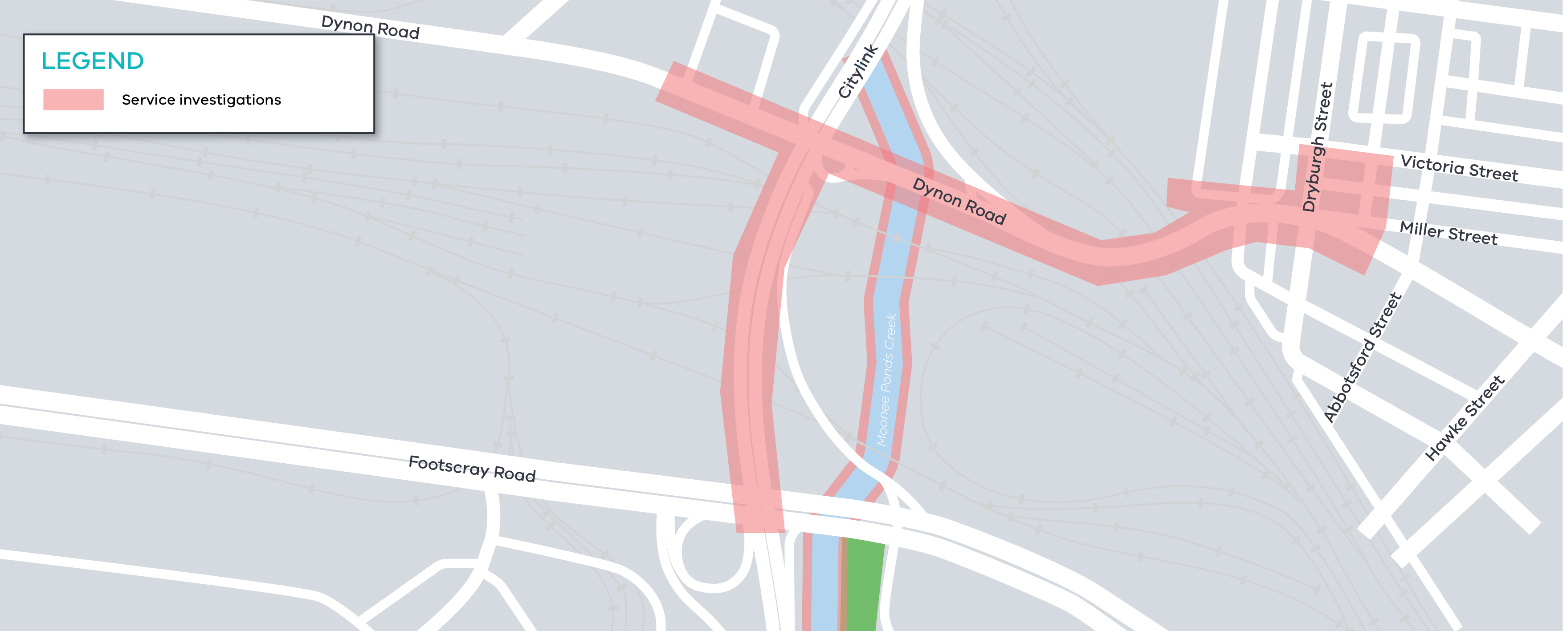 Dynon Road
LEGEND
Service investigations
Citylink
Dryburgh Street
Victoria Street
Dynon Road
Miller Street
Moonee Ponds Creek
Abbotsford Street
Hawke Street
Footscray Road